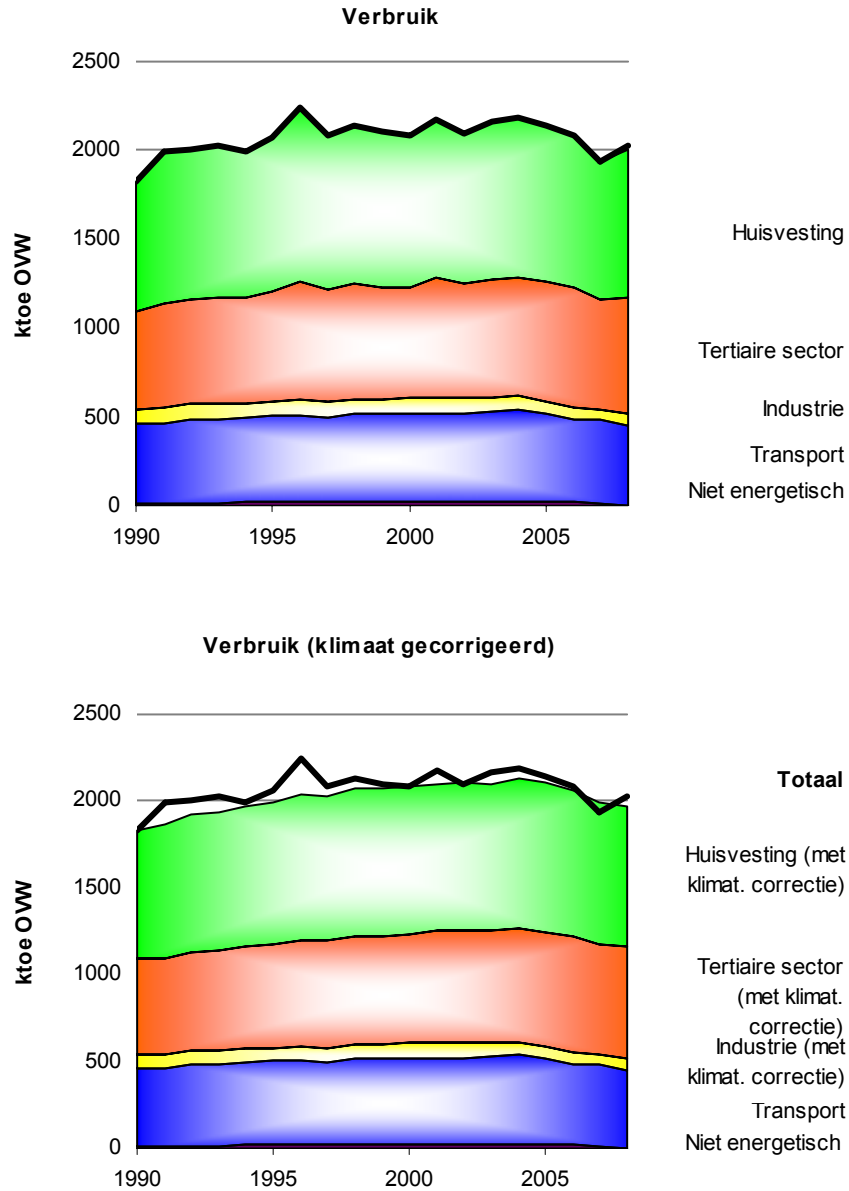 Verbruik
2500
2000
1500
1000
500
0
ktoe OVW
1990
1995
2000
2005
Huisvesting
Tertiaire sector
Industrie
Transport
Niet energetisch
Verbruik (klimaat gecorrigeerd)
2500
2000
1500
1000
500
0
ktoe OVW
1990
1995
2000
2005
Totaal
Huisvesting (met
klimat. correctie)
Tertiaire sector
(met klimat.
correctie)
Industrie (met
klimat. correctie)
Transport
Niet energetisch